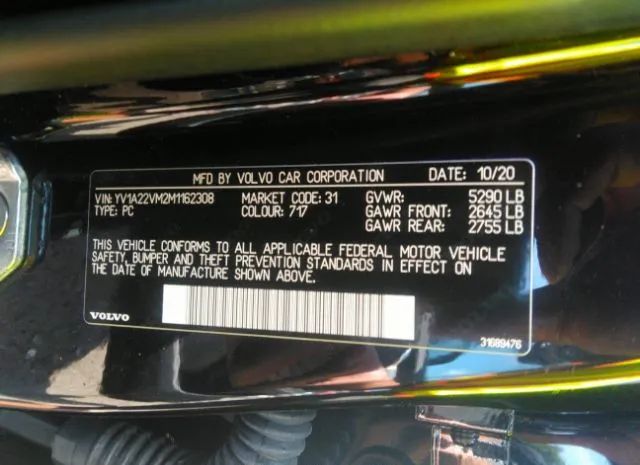 MFD BY VOLVO CAR CORPORATION DATE: 10/20
VIN: YV1A22VM2M1162308 MARKET CODE: 31 GVWR: 5290 LB
TYPE: PC COLOUR: 717 GAWR FRONT: 2645 LB
GAWR REAR: 2755 LB
THIS VEHICLE CONFORMS TO ALL APPLICABLE FEDERAL MOTOR VEHICLE
SAFETY, BUMPER AND THEFT PREVENTION STANDARDS IN EFFECT ON
THE DATE OF MANUFACTURE SHOWN ABOVE.
VOLVO 31689476